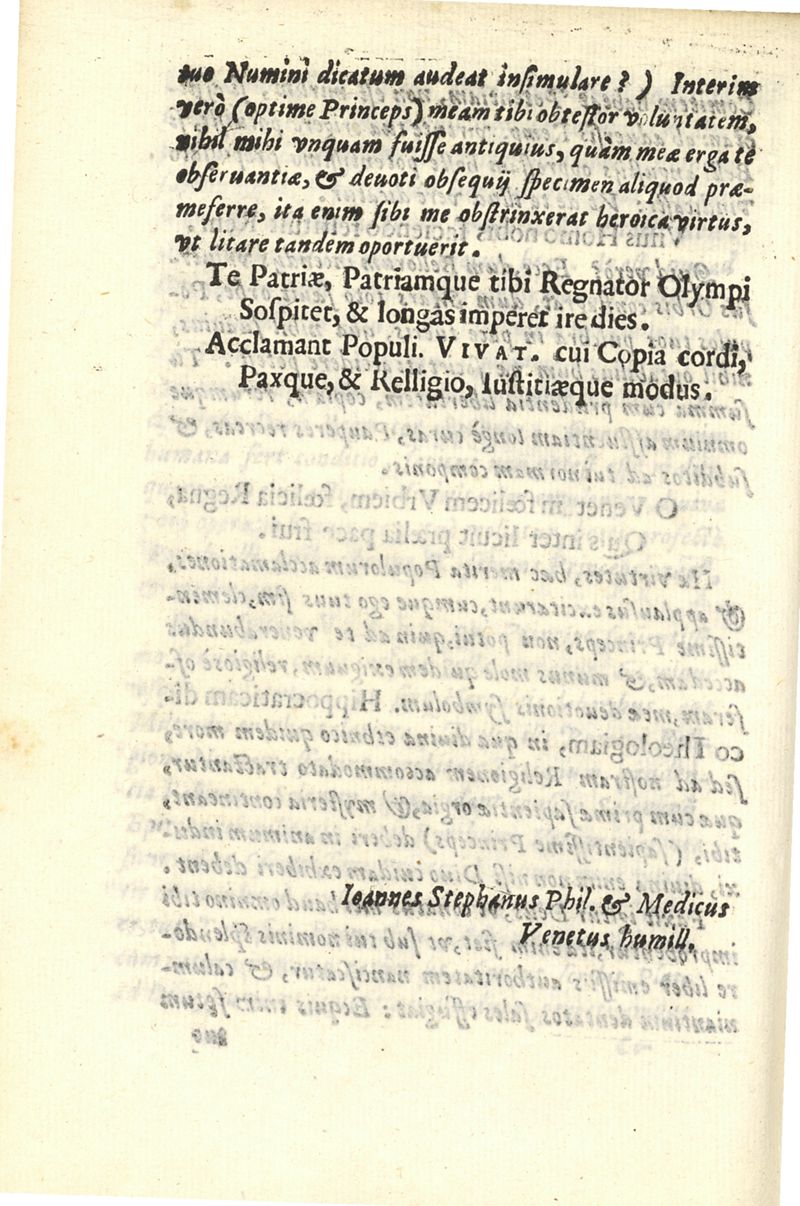 tuo Numini dicatum audeat insimulare? ) Interim
verò (optime Princeps) meam tibi obtestor voluntatem,
nihil mihi vnquam fuisse antiquius, quàm meæ erga te
obseruantiæ, & deuoti obsequij specimen aliquod præ-
meferre, ita enim sibi me obstrinxerat heroica virtus,
vt litare tandem oportuerit.
Te Patriæ, Patriamque tibi Regnator Olympi
Sospitet, & longas imperet ire dies.
Acclamant Populi. VIVAT. cui Copia cordi,
Paxque, & Relligio, Iustitiæque modus.
Ioannes Stephanus Phil. & Medicus
Venetus humill.